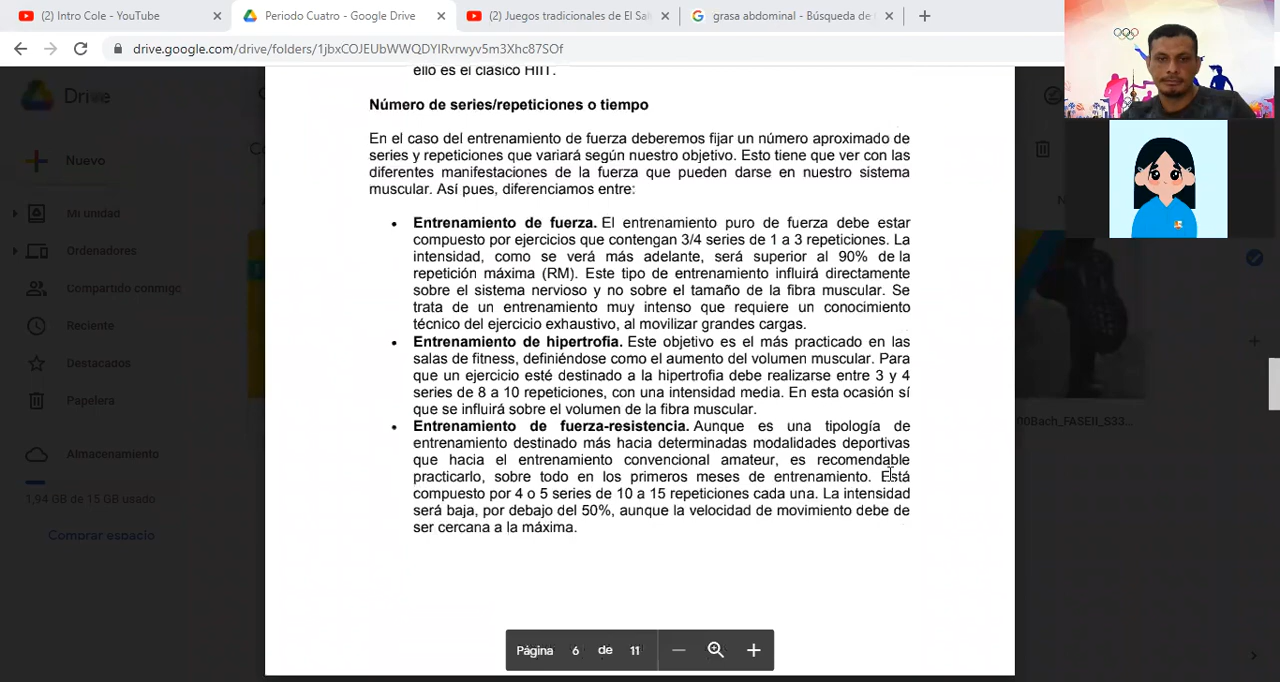 (2) Intro Cole - YouTube
Periodo Cuatro - Google Drive
(2) Juegos tradicionales de El Sal
grasa abdominal - Búsqueda de
drive.google.com/drive/folders/1jbxCOJEUbWWQDYlRvrwyv5m3Xhc87SOf
Drive
Nuevo
Mi unidad
Ordenadores
Compartido conmigo
Reciente
Destacados
Papelera
Almacenamiento
1,94 GB de 15 GB usado
Comprar espacio
ello es el clásico HIIT.
Número de series/repeticiones o tiempo
En el caso del entrenamiento de fuerza deberemos fijar un número aproximado de
series y repeticiones que variará según nuestro objetivo. Esto tiene que ver con las
diferentes manifestaciones de la fuerza que pueden darse en nuestro sistema
muscular. Así pues, diferenciamos entre:
• Entrenamiento de fuerza. El entrenamiento puro de fuerza debe estar
compuesto por ejercicios que contengan 3/4 series de 1 a 3 repeticiones. La
intensidad, como se verá más adelante, será superior al 90% de la
repetición máxima (RM). Este tipo de entrenamiento influirá directamente
sobre el sistema nervioso y no sobre el tamaño de la fibra muscular. Se
trata de un entrenamiento muy intenso que requiere un conocimiento
técnico del ejercicio exhaustivo, al movilizar grandes cargas.
• Entrenamiento de hipertrofia. Este objetivo es el más practicado en las
salas de fitness, definiéndose como el aumento del volumen muscular. Para
que un ejercicio esté destinado a la hipertrofia debe realizarse entre 3 y 4
series de 8 a 10 repeticiones, con una intensidad media. En esta ocasión sí
que se influirá sobre el volumen de la fibra muscular.
• Entrenamiento de fuerza-resistencia. Aunque es una tipología de
entrenamiento destinado más hacia determinadas modalidades deportivas
que hacia el entrenamiento convencional amateur, es recomendable
practicarlo, sobre todo en los primeros meses de entrenamiento. Está
compuesto por 4 o 5 series de 10 a 15 repeticiones cada una. La intensidad
será baja, por debajo del 50%, aunque la velocidad de movimiento debe de
ser cercana a la máxima.
00Bach_FASEII_S33...
Página 6 de 11